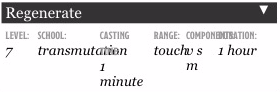 Regenerate ▼
LEVEL: SCHOOL: CASTING RANGE: COMPONENTS: DURATION:
7 transmutation touch v s 1 hour
1 m
minute